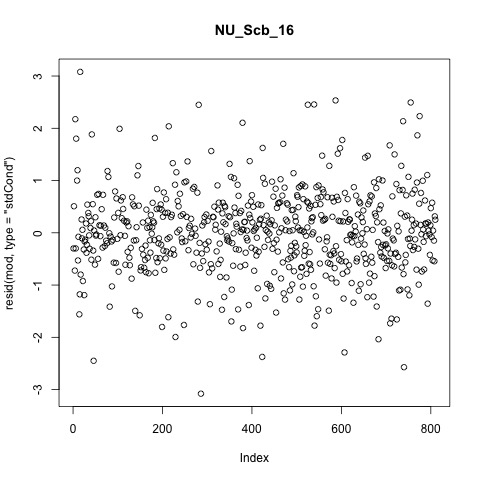 NU_Scb_16
resid(mod, type = "stdCond")
3
2
1
0
-1
-2
-3
0 200 400 600 800
Index